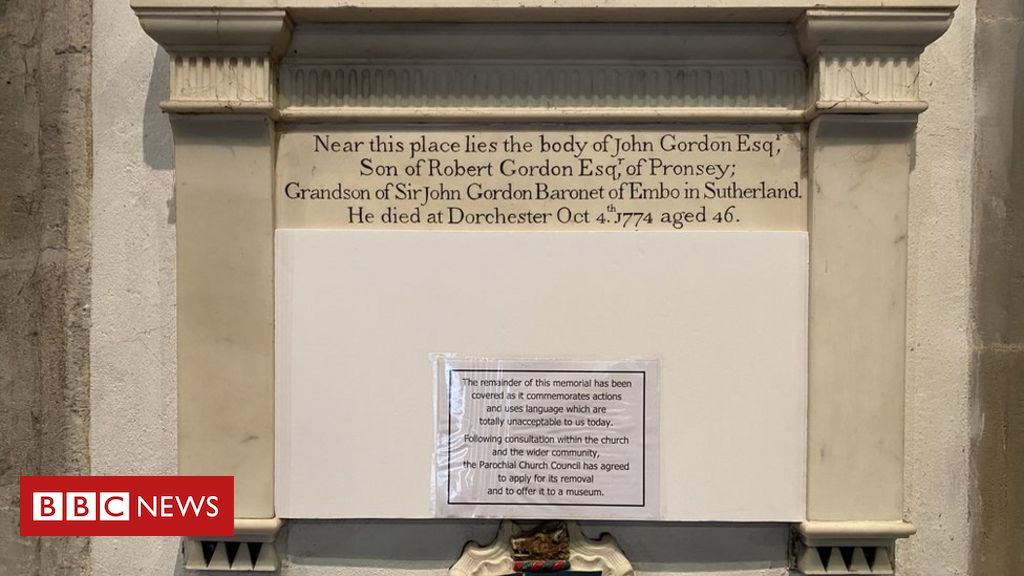 Near this place lies the body of John Gordon Esqr,
Son of Robert Gordon Esqr, of Pronsey;
Grandson of Sir John Gordon Baronet of Embo in Sutherland.
He died at Dorchester Oct 4th. 1774 aged 46.
The remainder of this memorial has been
covered as it commemorates actions
and uses language which are
totally unacceptable to us today.
Following consultation within the church
and the wider community,
the Parochial Church Council has agreed
to apply for its removal
and to offer it to a museum.
BBC NEWS